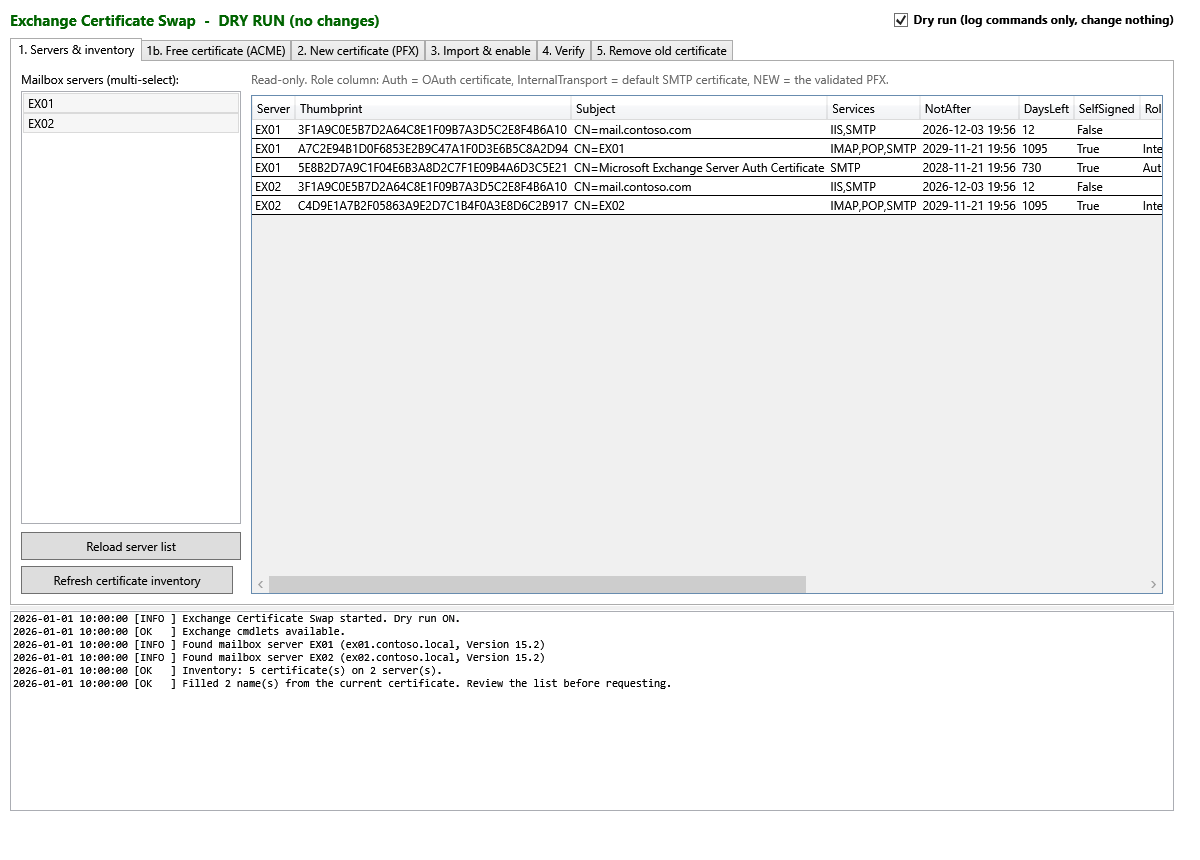 Exchange Certificate Swap  -  DRY RUN (no changes)
Dry run (log commands only, change nothing)
1. Servers & inventory
1b. Free certificate (ACME)
2. New certificate (PFX)
3. Import & enable
4. Verify
5. Remove old certificate
Mailbox servers (multi-select):
EX01
EX02
Reload server list
Refresh certificate inventory
Read-only. Role column: Auth = OAuth certificate, InternalTransport = default SMTP certificate, NEW = the validated PFX.
Server Thumbprint Subject Services NotAfter DaysLeft SelfSigned Rol
EX01 3F1A9C0E5B7D2A64C8E1F09B7A3D5C2E8F4B6A10 CN=mail.contoso.com IIS,SMTP 2026-12-03 19:56 12 False
EX01 A7C2E94B1D0F6853E2B9C47A1F0D3E6B5C8A2D94 CN=EX01 IMAP,POP,SMTP 2029-11-21 19:56 1095 True Inte
EX01 5E8B2D7A9C1F04E6B3A8D2C7F1E09B4A6D3C5E21 CN=Microsoft Exchange Server Auth Certificate SMTP 2028-11-21 19:56 730 True Aut
EX02 3F1A9C0E5B7D2A64C8E1F09B7A3D5C2E8F4B6A10 CN=mail.contoso.com IIS,SMTP 2026-12-03 19:56 12 False
EX02 C4D9E1A7B2F05863A9E2D7C1B4F0A3E8D6C2B917 CN=EX02 IMAP,POP,SMTP 2029-11-21 19:56 1095 True Inte
2026-01-01 10:00:00 [INFO ] Exchange Certificate Swap started. Dry run ON.
2026-01-01 10:00:00 [OK   ] Exchange cmdlets available.
2026-01-01 10:00:00 [INFO ] Found mailbox server EX01 (ex01.contoso.local, Version 15.2)
2026-01-01 10:00:00 [INFO ] Found mailbox server EX02 (ex02.contoso.local, Version 15.2)
2026-01-01 10:00:00 [OK   ] Inventory: 5 certificate(s) on 2 server(s).
2026-01-01 10:00:00 [OK   ] Filled 2 name(s) from the current certificate. Review the list before requesting.